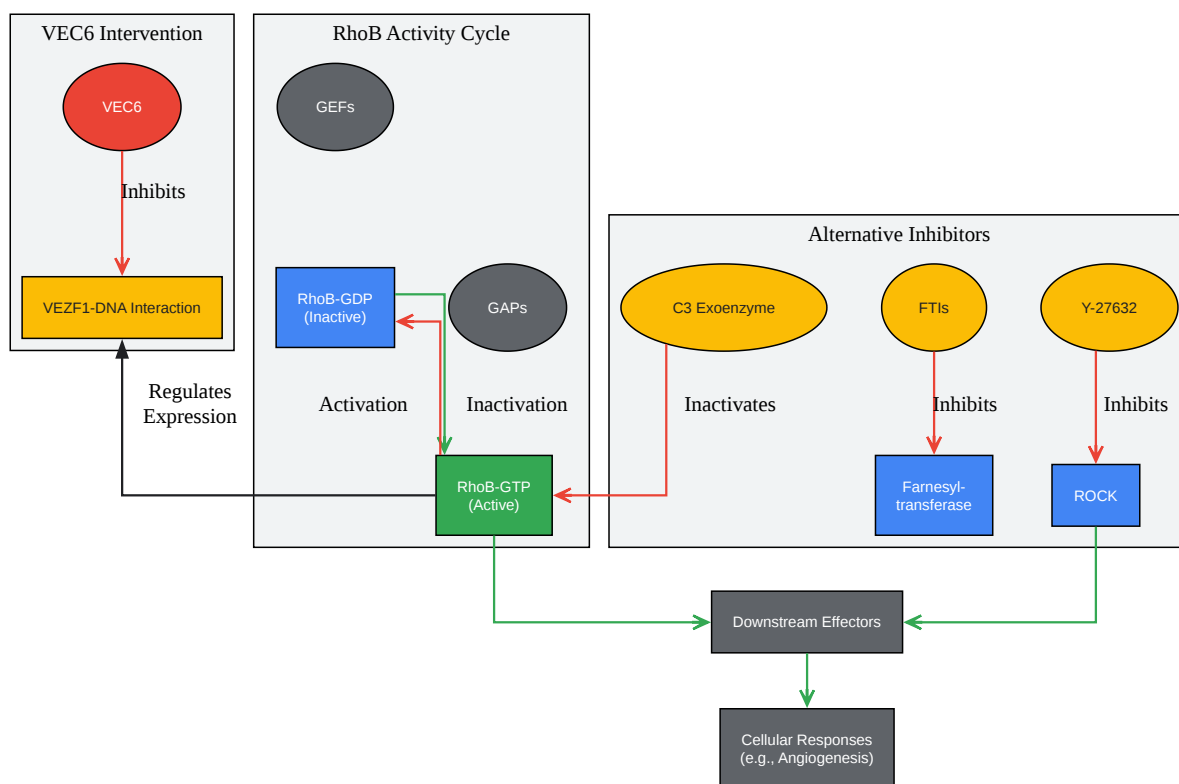 VEC6 Intervention
VEC6
Inhibits
VEZF1-DNA Interaction
Regulates
Expression
RhoB Activity Cycle
GEFs
RhoB-GDP
(Inactive)
GAPs
Activation
Inactivation
RhoB-GTP
(Active)
Alternative Inhibitors
C3 Exoenzyme
FTIs
Y-27632
Inactivates
Inhibits
Inhibits
Farnesyl-
transferase
ROCK
Downstream Effectors
Cellular Responses
(e.g., Angiogenesis)